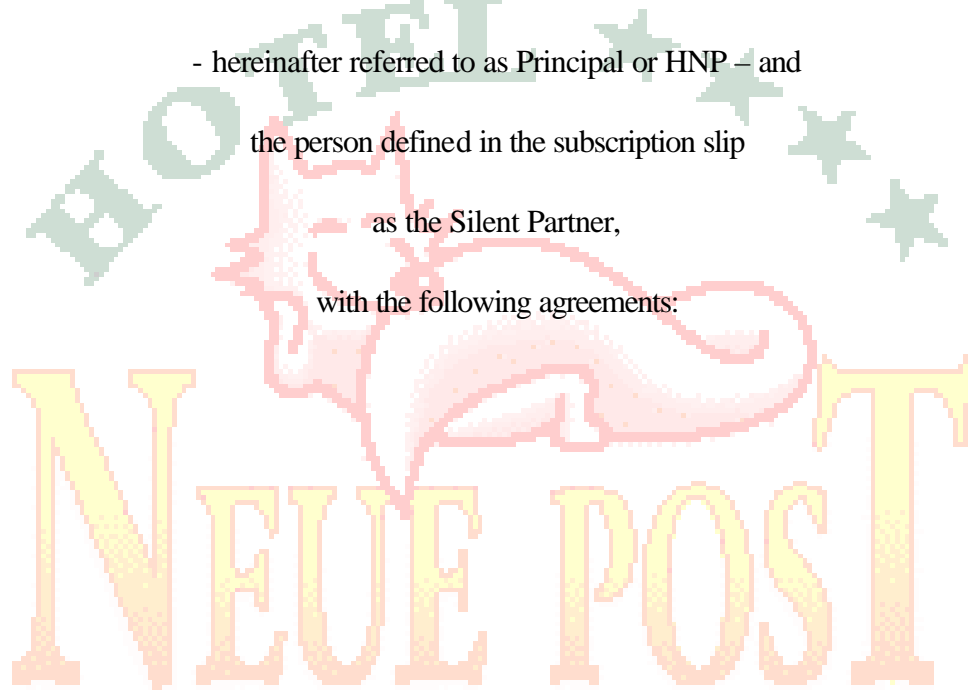 HOTEL
- hereinafter referred to as Principal or HNP – and
the person defined in the subscription slip
as the Silent Partner,
with the following agreements:
NEUE POST